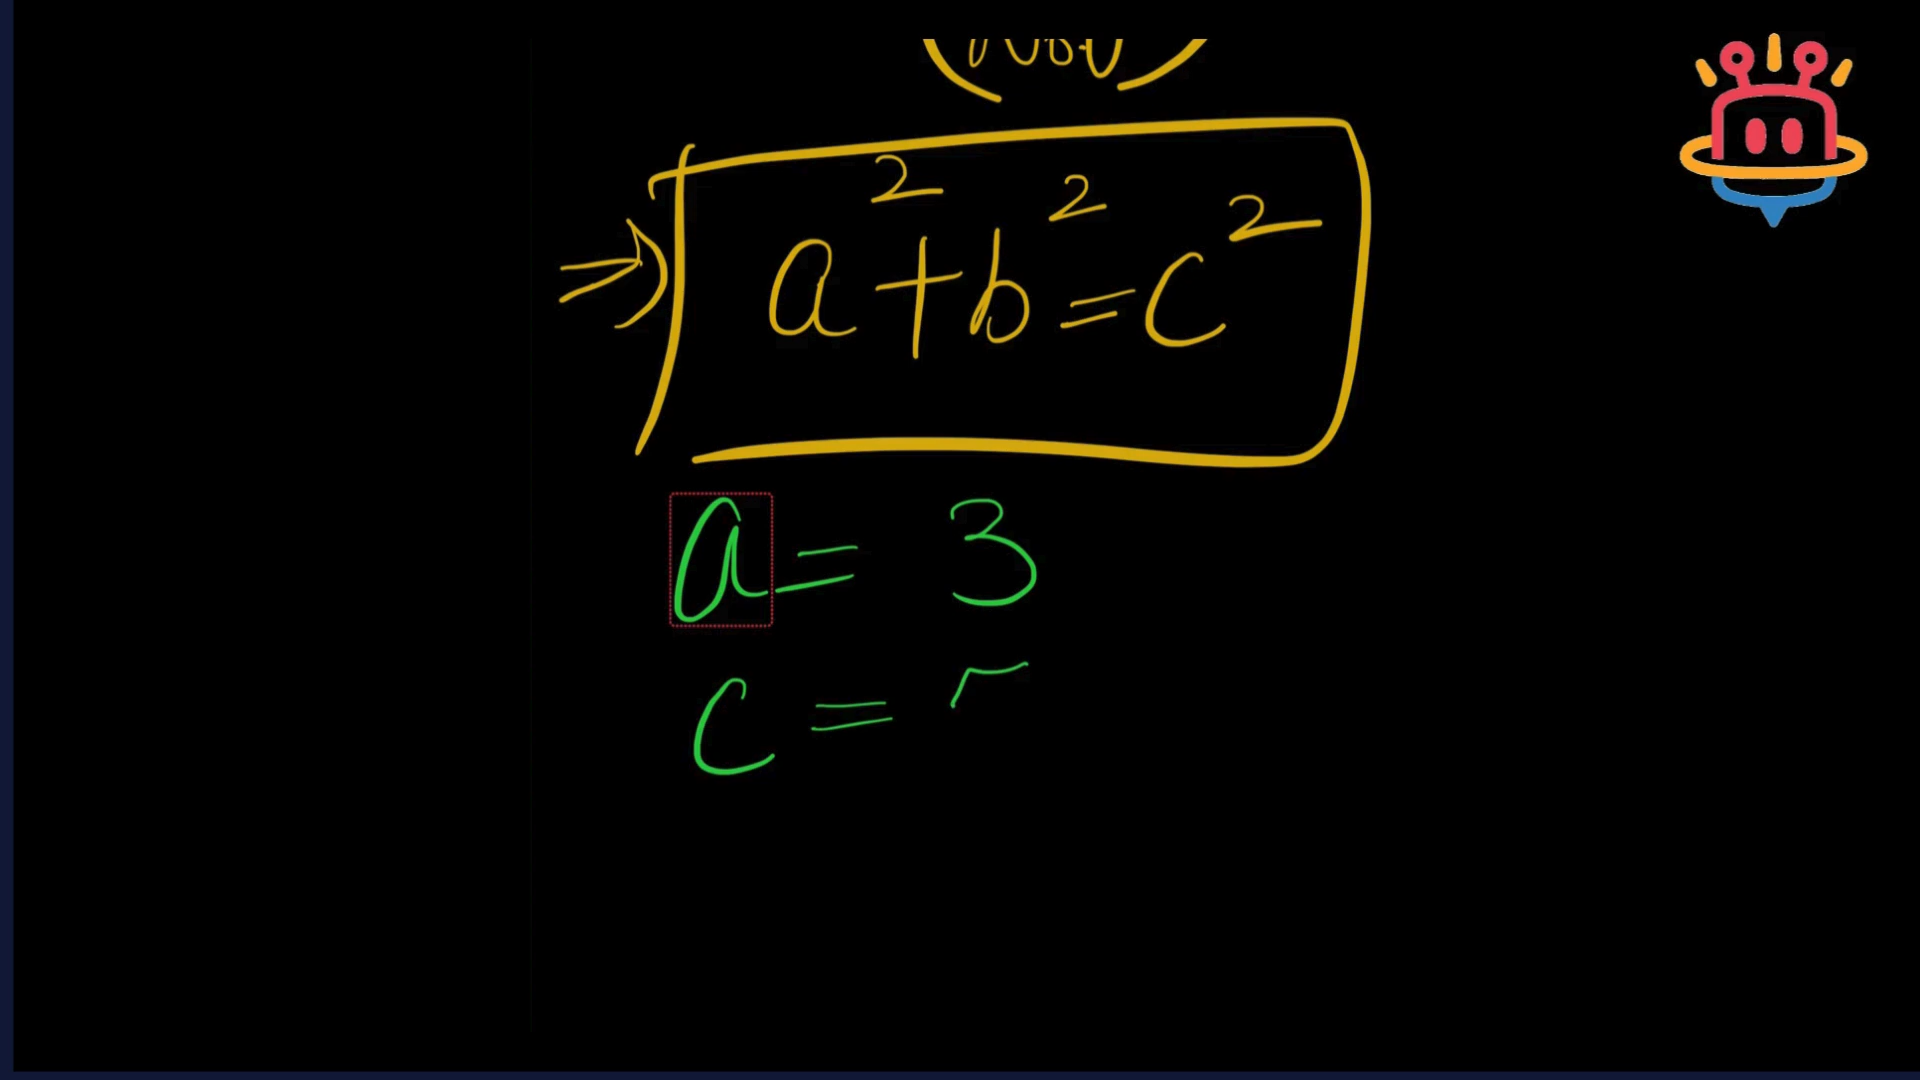 ⇒ a² + b² = c²
a = 3
c =